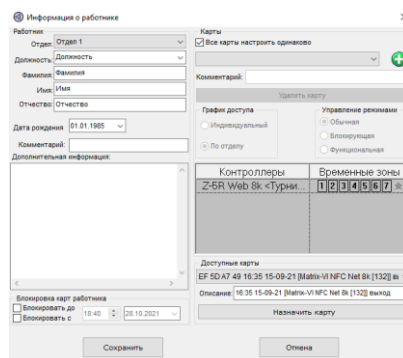 Информация о работнике
Работник
Отдел: Отдел 1
Должность: Должность
Фамилия: Фамилия
Имя: Имя
Отчество: Отчество
Дата рождения 01.01.1985
Комментарий:
Дополнительная информация:
Блокировка карт работника
Блокировать до
Блокировать с
18:40 28.10.2021
Сохранить
Карты
Все карты настроить одинаково
Комментарий:
Удалить карту
График доступа
Индивидуальный
По отделу
Управление режимами
Обычная
Блокирующая
Функциональная
Контроллеры Временные зоны
Z-5R Web 8k <Турни... 1 2 3 4 5 6 7
Доступные карты
EF 5D A7 49 16:35 15-09-21 [Matrix-VI NFC Net 8k [132]]
Описание: 16:35 15-09-21 [Matrix-VI NFC Net 8k [132]] выход
Назначить карту
Отмена